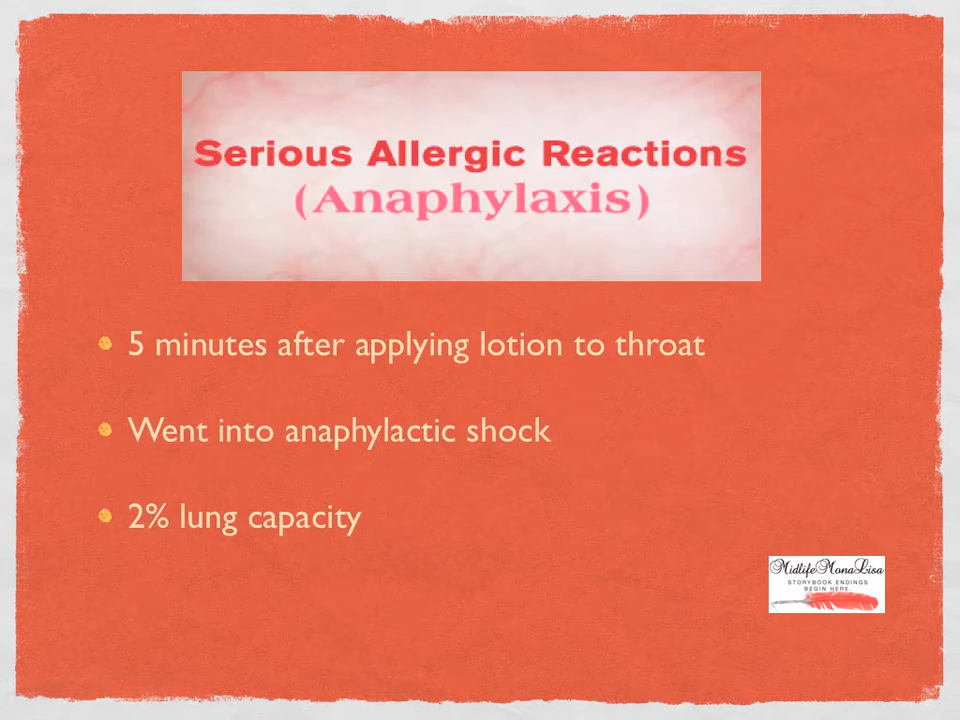 Serious Allergic Reactions
(Anaphylaxis)
5 minutes after applying lotion to throat
Went into anaphylactic shock
2% lung capacity
MidlifeMonaLisa
STORYBOOK ENDINGS
BEGIN HERE.